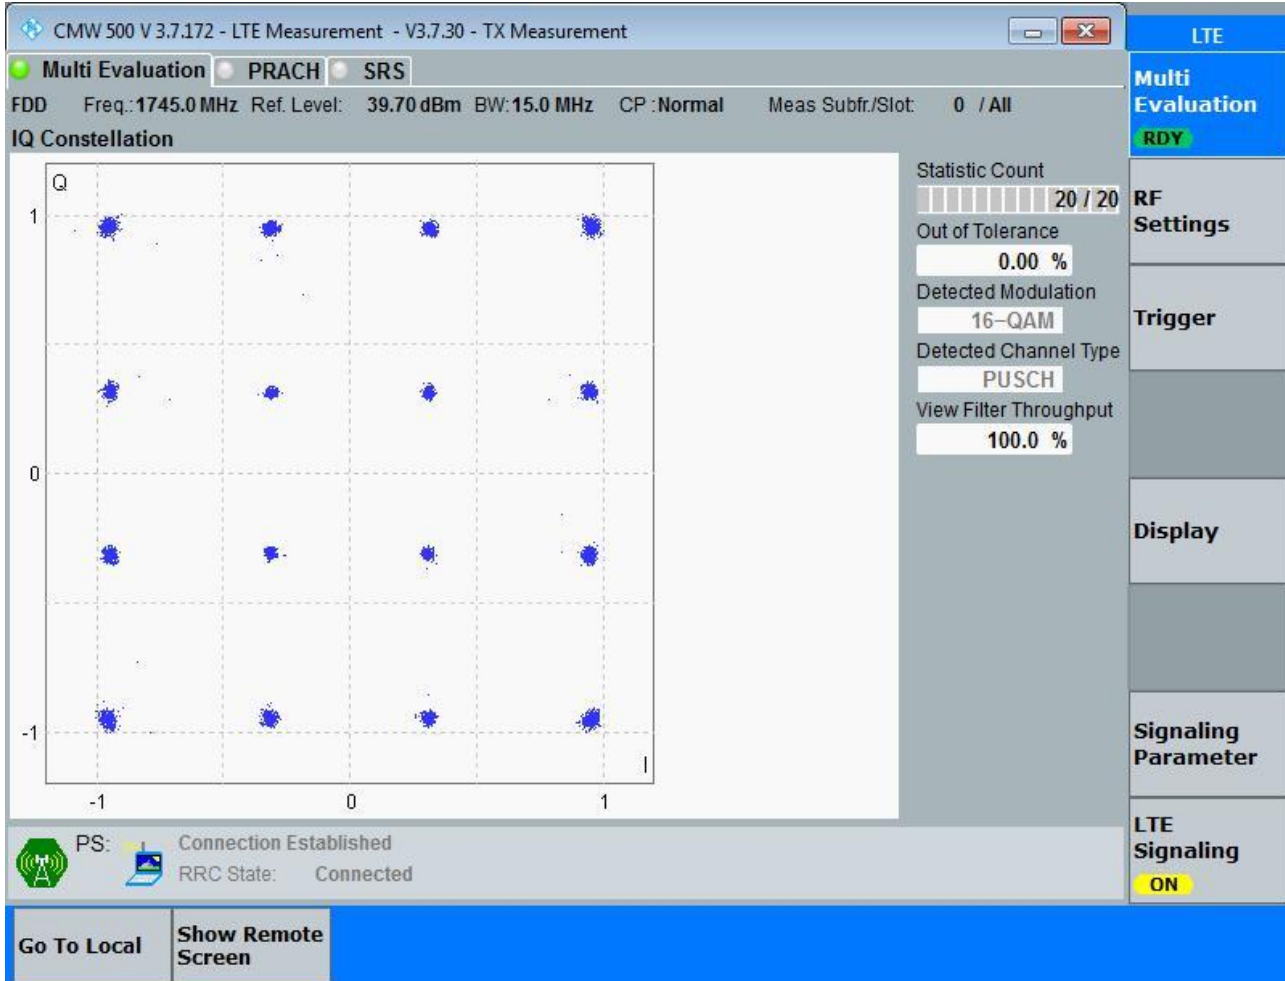 CMW 500 V 3.7.172 - LTE Measurement - V3.7.30 - TX Measurement
LTE
Multi Evaluation PRACH SRS
FDD Freq.:1745.0 MHz Ref. Level: 39.70 dBm BW:15.0 MHz CP :Normal Meas Subfr./Slot: 0 / All
IQ Constellation
Q
1
0
-1
I
-1 0 1
Statistic Count
20 / 20
Out of Tolerance
0.00 %
Detected Modulation
16-QAM
Detected Channel Type
PUSCH
View Filter Throughput
100.0 %
Multi
Evaluation
RDY
RF
Settings
Trigger
Display
Signaling
Parameter
LTE
Signaling
ON
PS: Connection Established
RRC State: Connected
Go To Local
Show Remote
Screen